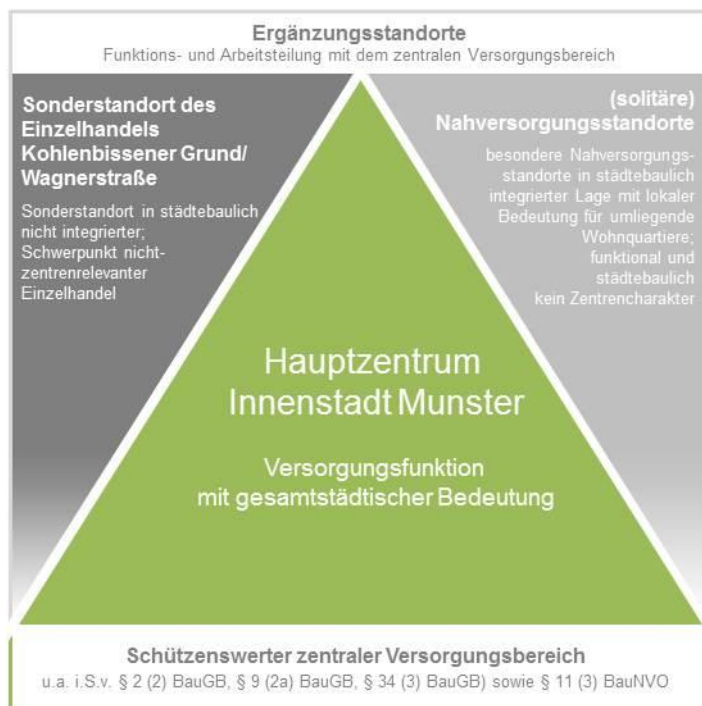 Ergänzungsstandorte
Funktions- und Arbeitsteilung mit dem zentralen Versorgungsbereich
Sonderstandort des
Einzelhandels
Kohlenbissener Grund/
Wagnerstraße
Sonderstandort in städtebaulich
nicht integrierter;
Schwerpunkt nicht-
zentrenrelevanter
Einzelhandel
(solitäre)
Nahversorgungsstandorte
besondere Nahversorgungs-
standorte in städtebaulich
integrierter Lage mit lokaler
Bedeutung für umliegende
Wohnquartiere;
funktional und
städtebaulich
kein Zentrencharakter
Hauptzentrum
Innenstadt Munster
Versorgungsfunktion
mit gesamtstädtischer Bedeutung
Schützenswerter zentraler Versorgungsbereich
u.a. i.S.v. § 2 (2) BauGB, § 9 (2a) BauGB, § 34 (3) BauGB) sowie § 11 (3) BauNVO